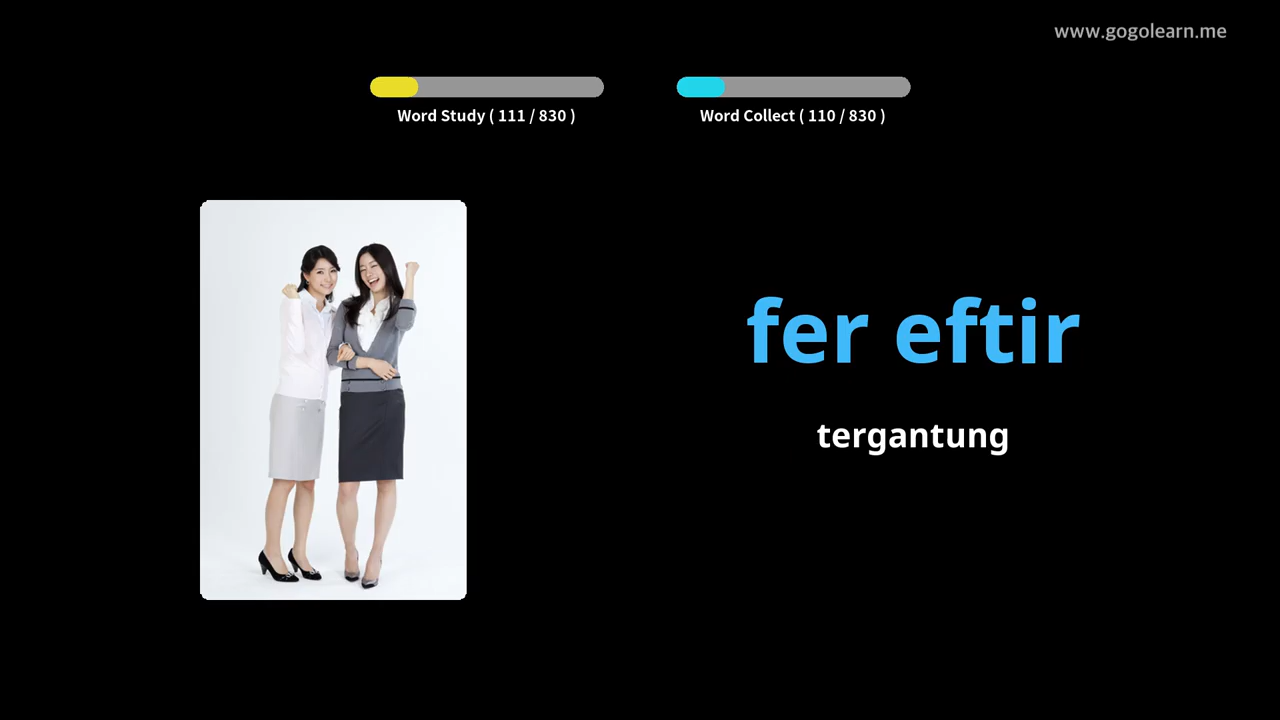 www.gogolearn.me
Word Study ( 111 / 830 )
Word Collect ( 110 / 830 )
fer eftir
tergantung